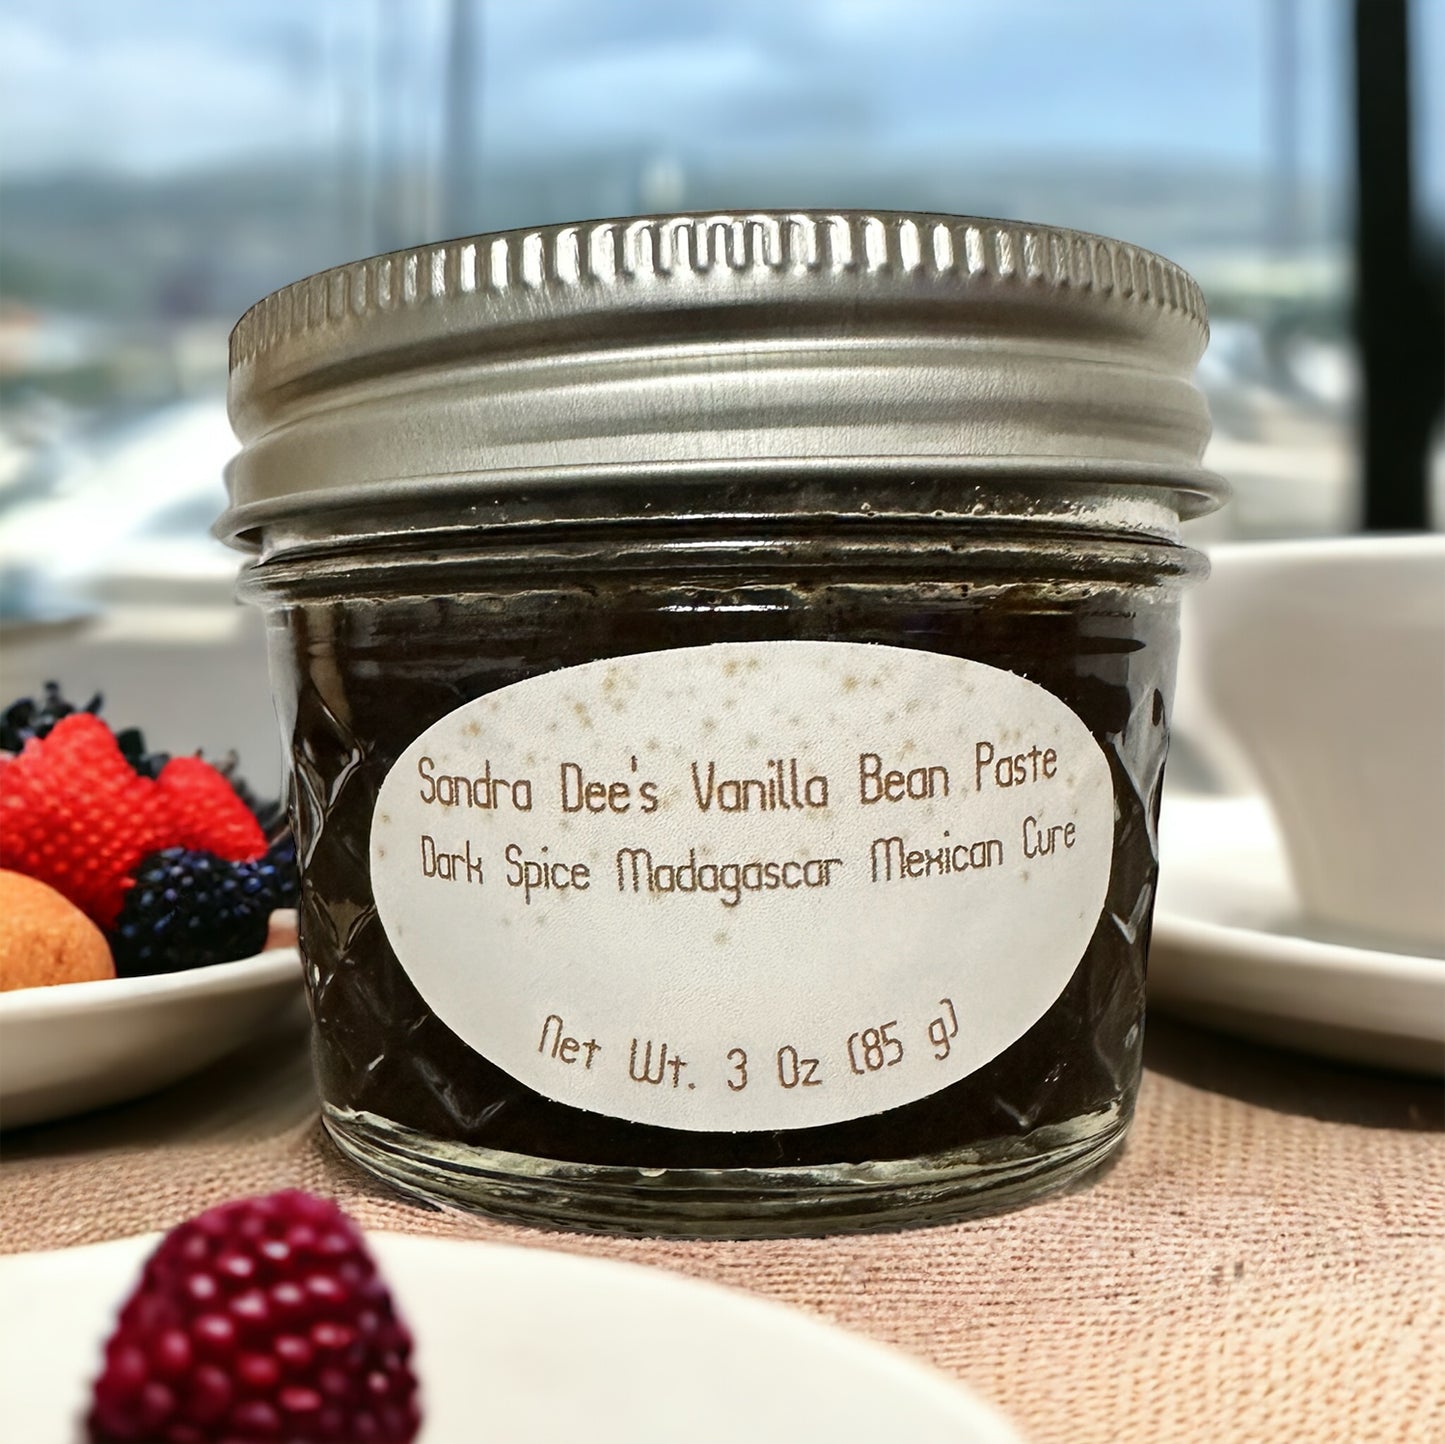 Sandra Dee's Vanilla Bean Paste
Dark Spice Madagascar Mexican Cure
Net Wt. 3 Oz (85 g)